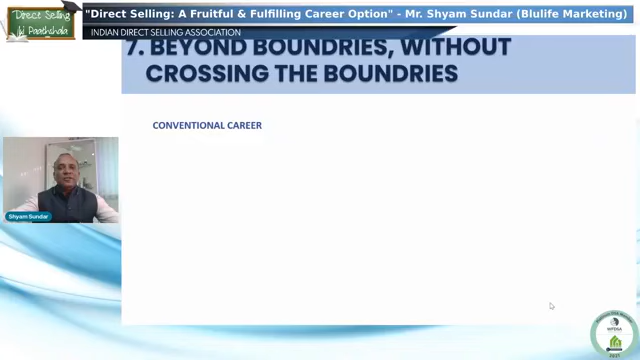 Direct Selling
Ki Paathshala
"Direct Selling: A Fruitful & Fulfilling Career Option" - Mr. Shyam Sundar (Blulife Marketing)
INDIAN DIRECT SELLING ASSOCIATION
7. BEYOND BOUNDRIES, WITHOUT
CROSSING THE BOUNDRIES
CONVENTIONAL CAREER
Shyam Sundar
WFDSA